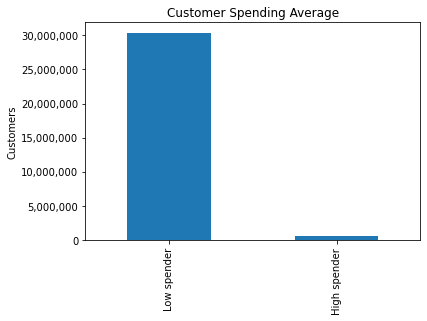 Customer Spending Average
30,000,000
25,000,000
20,000,000
15,000,000
10,000,000
5,000,000
0
Customers
Low spender
High spender